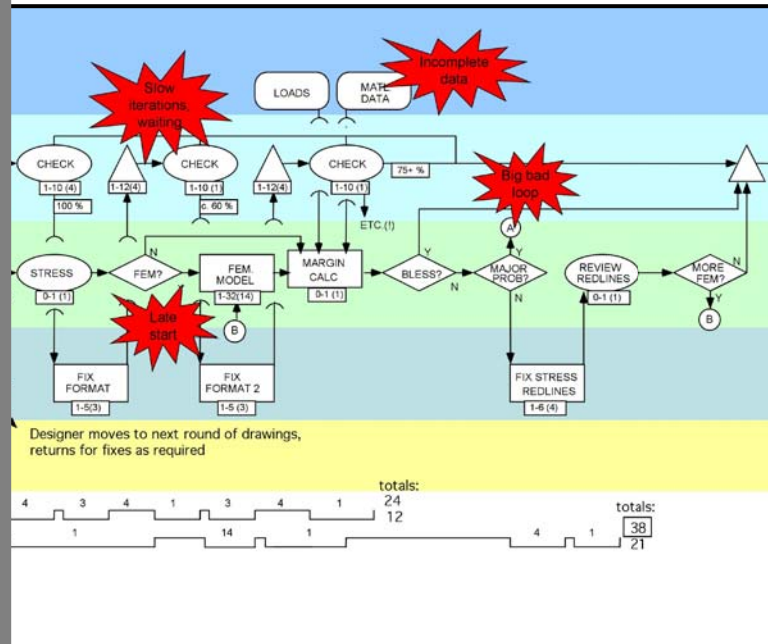 Slow
iterations,
waiting
Incomplete
data
LOADS
MATL
DATA
CHECK
1-10 (4)
100 %
1-12(4)
CHECK
1-10 (1)
c. 60 %
1-12(4)
CHECK
1-10 (1)
75+ %
Big bad
loop
ETC.(!)
A
STRESS
0-1 (1)
FEM?
N
FEM.
MODEL
1-32(14)
B
MARGIN
CALC
0-1 (1)
BLESS?
Y
N
MAJOR
PROB?
Y
N
REVIEW
REDLINES
0-1 (1)
MORE
FEM?
N
Y
B
Late
start
FIX
FORMAT
1-5(3)
FIX
FORMAT 2
1-5 (3)
FIX STRESS
REDLINES
1-6 (4)
Designer moves to next round of drawings,
returns for fixes as required
totals:
4 3 4 1 3 4 1 24
12
totals:
1 14 1 4 1 38
21